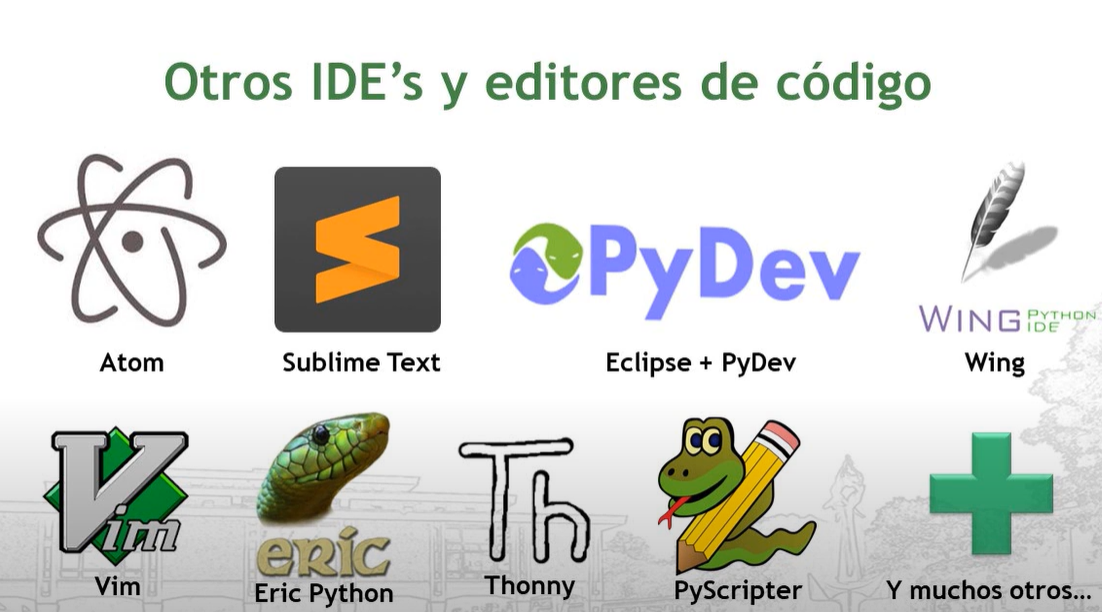 Otros IDE’s y editores de código
PyDev
WING PYTHON IDE
Atom
Sublime Text
Eclipse + PyDev
Wing
Vim
eric
Th
Vim
Eric Python
Thonny
PyScripter
Y muchos otros...